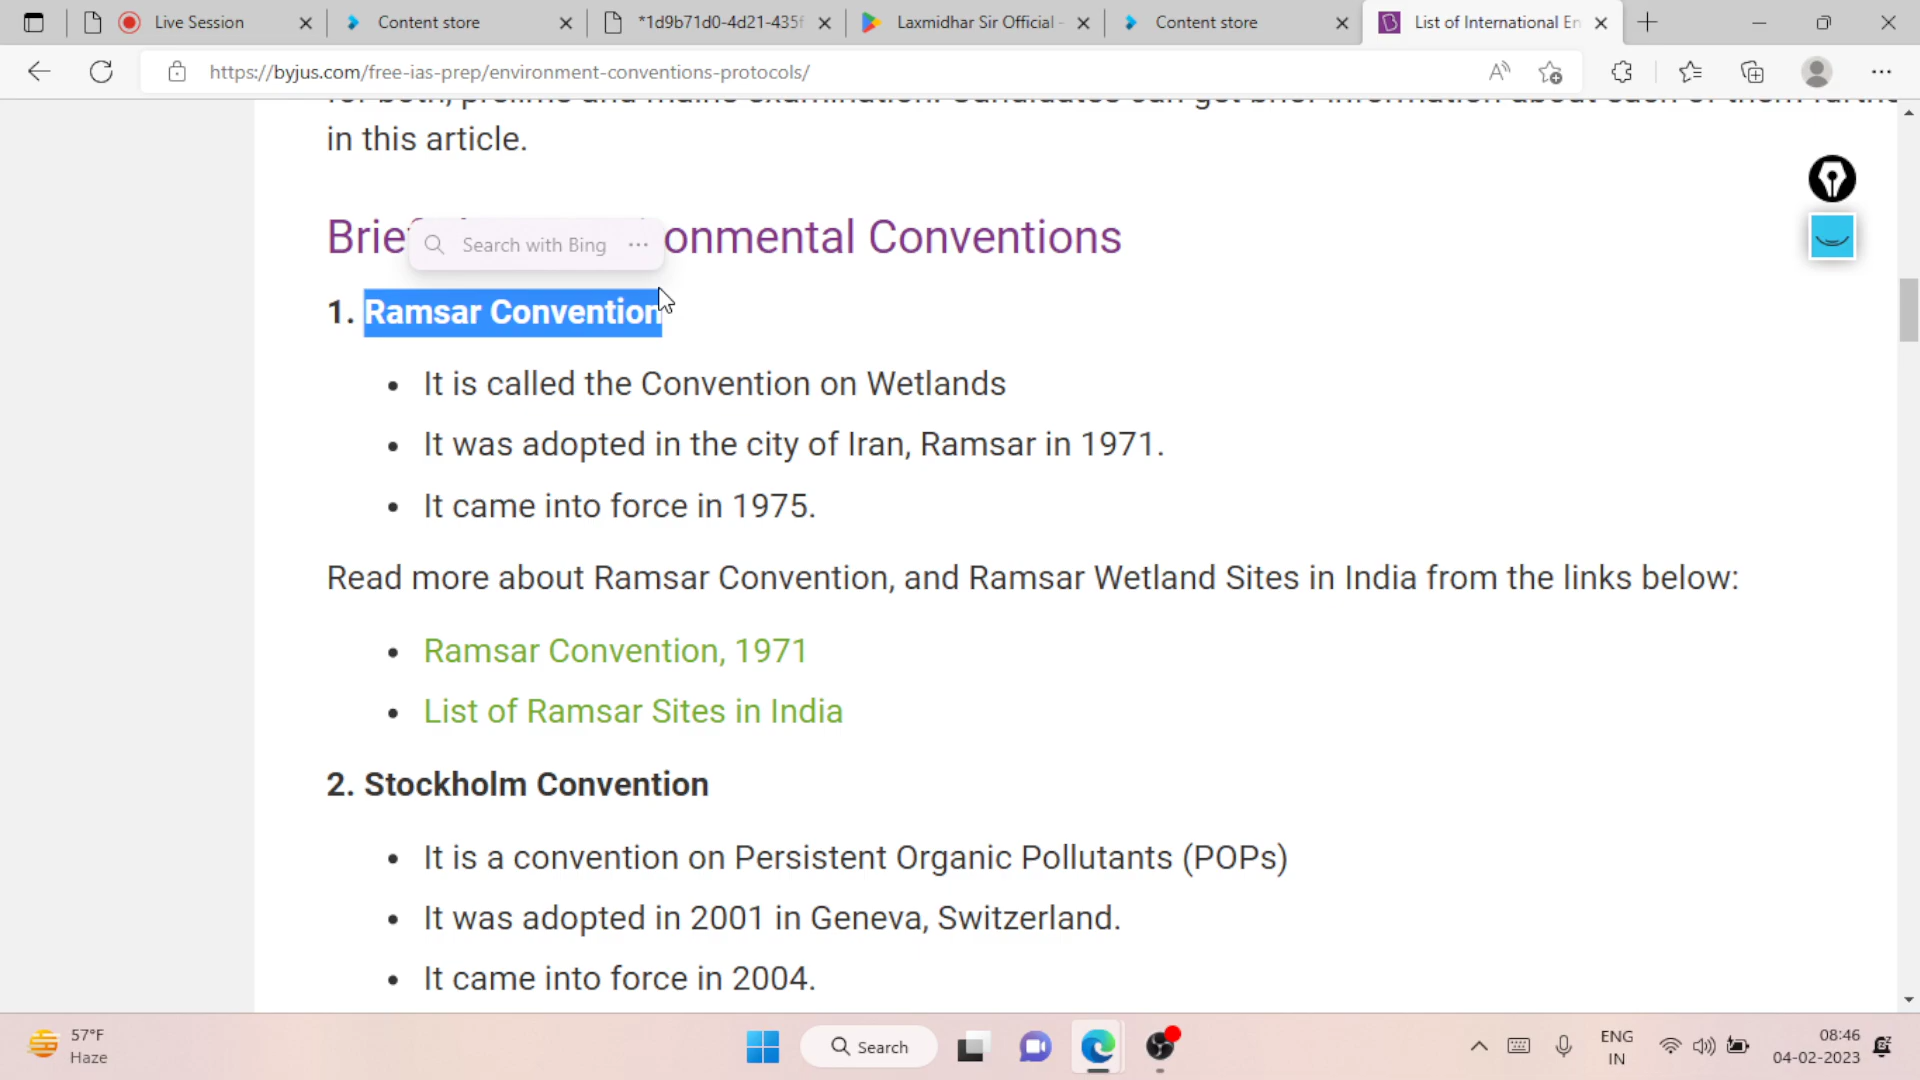 Live Session
Content store
*1d9b71d0-4d21-435f
Laxmidhar Sir Official -
Content store
List of International En
https://byjus.com/free-ias-prep/environment-conventions-protocols/
in this article.
Search with Bing
Conventions
1. Ramsar Convention
• It is called the Convention on Wetlands
• It was adopted in the city of Iran, Ramsar in 1971.
• It came into force in 1975.
Read more about Ramsar Convention, and Ramsar Wetland Sites in India from the links below:
• Ramsar Convention, 1971
• List of Ramsar Sites in India
2. Stockholm Convention
• It is a convention on Persistent Organic Pollutants (POPs)
• It was adopted in 2001 in Geneva, Switzerland.
• It came into force in 2004.
57°F
Haze
Search
ENG
IN
08:46
04-02-2023